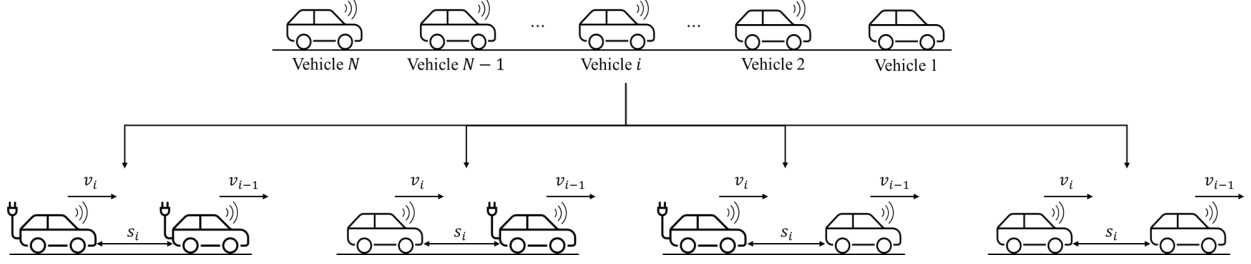 ... ...
Vehicle N Vehicle N − 1 Vehicle i Vehicle 2 Vehicle 1
v_i v_{i−1} v_i v_{i−1} v_i v_{i−1} v_i v_{i−1}
s_i s_i s_i s_i